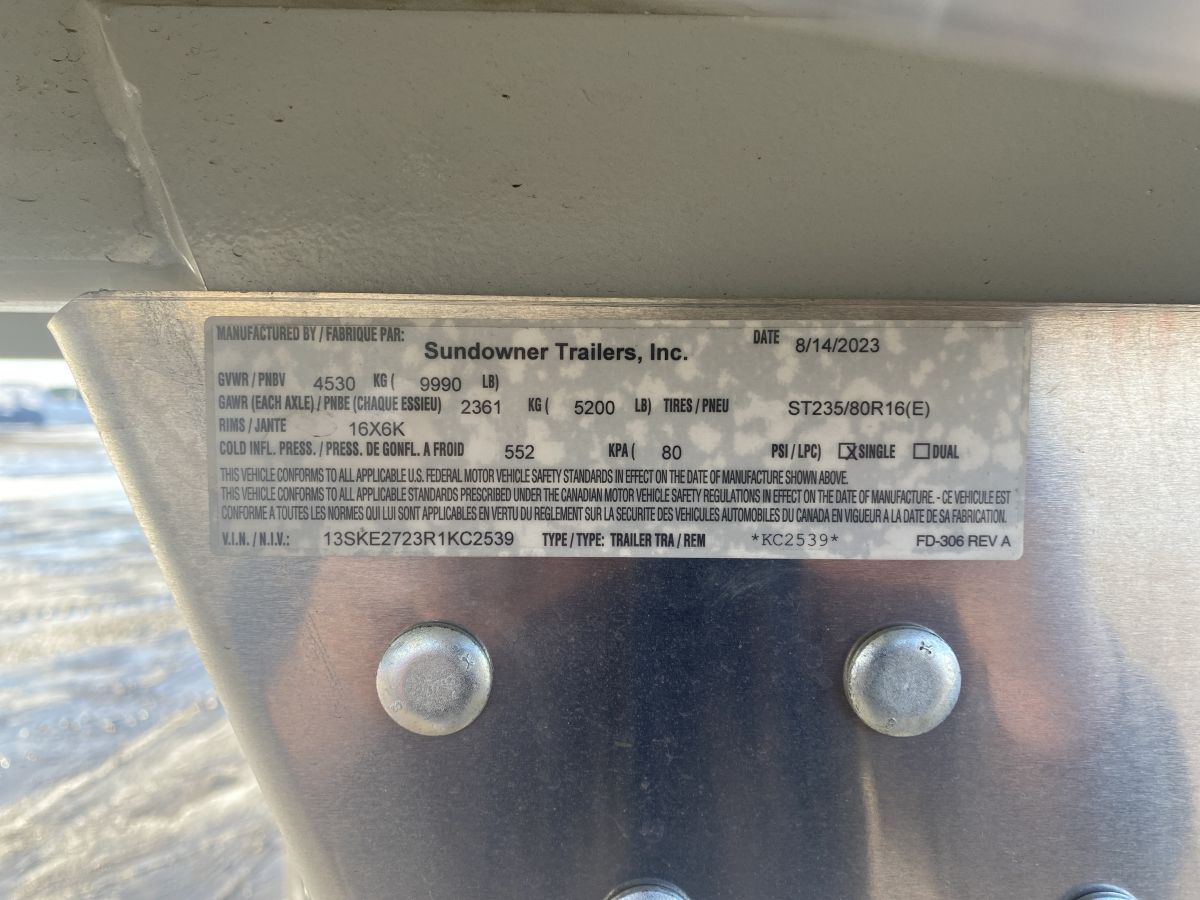 MANUFACTURED BY / FABRIQUE PAR: Sundowner Trailers, Inc. DATE 8/14/2023
GVWR / PNBV 4530 KG ( 9990 LB)
GAWR (EACH AXLE) / PNBE (CHAQUE ESSIEU) 2361 KG ( 5200 LB) TIRES / PNEU ST235/80R16(E)
RIMS / JANTE 16X6K
COLD INFL. PRESS. / PRESS. DE GONFL. A FROID 552 KPA ( 80 PSI / LPC) ☒ SINGLE ☐ DUAL
THIS VEHICLE CONFORMS TO ALL APPLICABLE U.S. FEDERAL MOTOR VEHICLE SAFETY STANDARDS IN EFFECT ON THE DATE OF MANUFACTURE SHOWN ABOVE.
THIS VEHICLE CONFORMS TO ALL APPLICABLE STANDARDS PRESCRIBED UNDER THE CANADIAN MOTOR VEHICLE SAFETY REGULATIONS IN EFFECT ON THE DATE OF MANUFACTURE. - CE VEHICULE EST
CONFORME A TOUTES LES NORMES QUI LUI SONT APPLICABLES EN VERTU DU REGLEMENT SUR LA SECURITE DES VEHICULES AUTOMOBILES DU CANADA EN VIGUEUR A LA DATE DE SA FABRICATION.
V.I.N. / N.I.V.: 13SKE2723R1KC2539 TYPE / TYPE: TRAILER TRA / REM *KC2539* FD-306 REV A